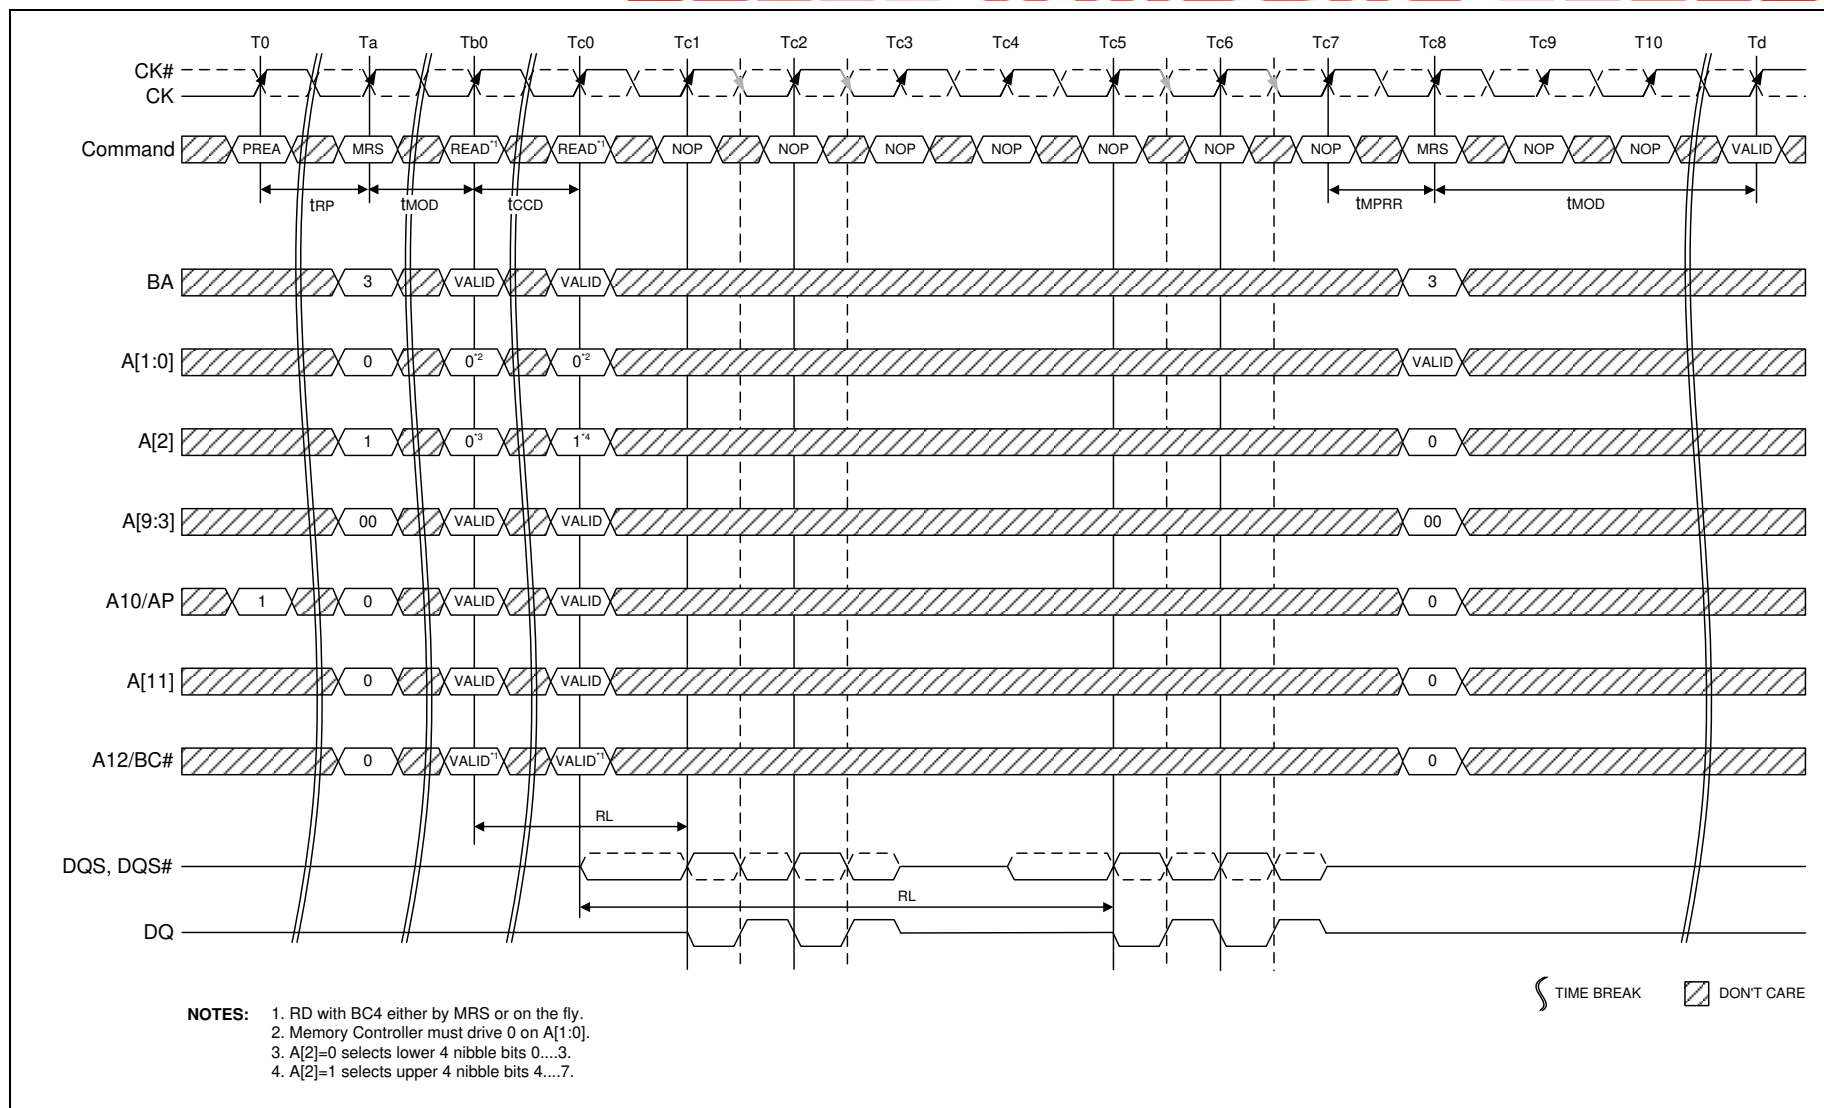 T0 Ta Tb0 Tc0 Tc1 Tc2 Tc3 Tc4 Tc5 Tc6 Tc7 Tc8 Tc9 T10 Td
CK#
CK
Command PREA MRS READ*1 READ*1 NOP NOP NOP NOP NOP NOP NOP MRS NOP NOP VALID
tRP tMOD tCCD tMPRR tMOD
BA 3 VALID VALID 3
A[1:0] 0 0*2 0*2 VALID
A[2] 1 0*3 1*4 0
A[9:3] 00 VALID VALID 00
A10/AP 1 0 VALID VALID 0
A[11] 0 VALID VALID 0
A12/BC# 0 VALID*1 VALID*1 0
RL
DQS, DQS#
RL
DQ
TIME BREAK DON'T CARE
NOTES: 1. RD with BC4 either by MRS or on the fly.
2. Memory Controller must drive 0 on A[1:0].
3. A[2]=0 selects lower 4 nibble bits 0....3.
4. A[2]=1 selects upper 4 nibble bits 4....7.